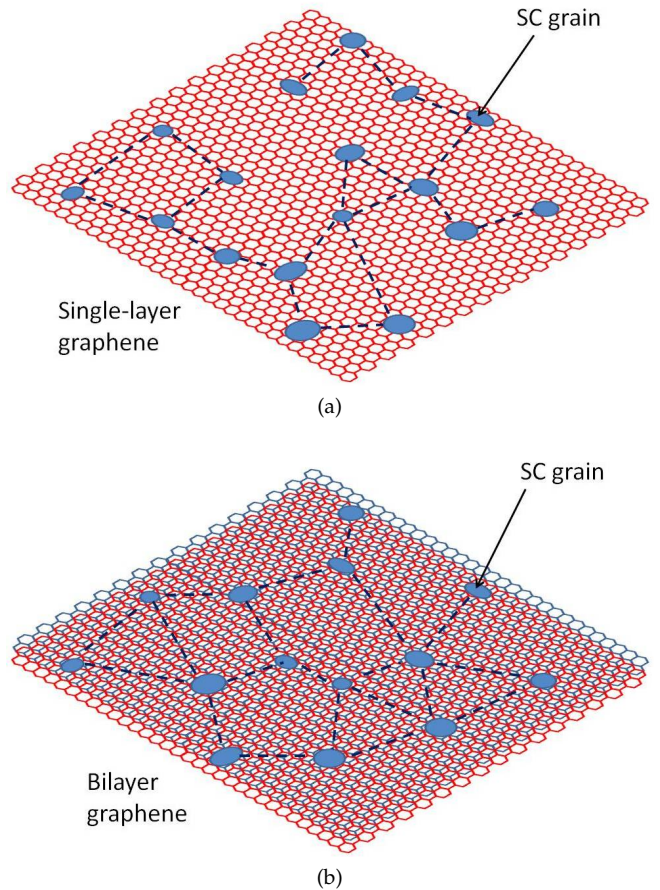 SC grain
Single-layer
graphene
(a)
SC grain
Bilayer
graphene
(b)